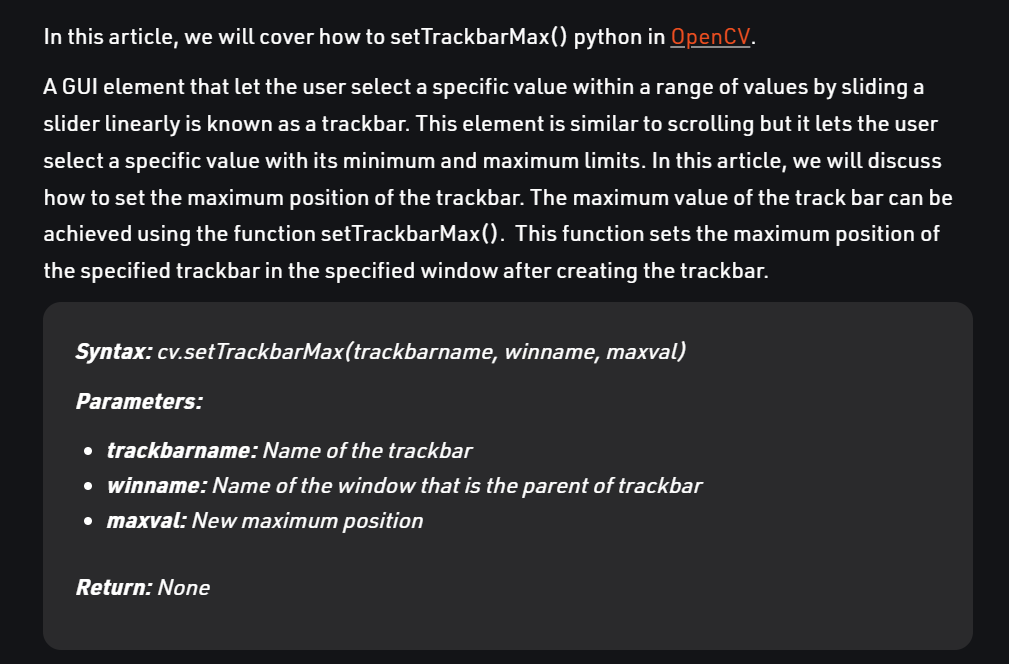 In this article, we will cover how to setTrackbarMax() python in OpenCV.
A GUI element that let the user select a specific value within a range of values by sliding a
slider linearly is known as a trackbar. This element is similar to scrolling but it lets the user
select a specific value with its minimum and maximum limits. In this article, we will discuss
how to set the maximum position of the trackbar. The maximum value of the track bar can be
achieved using the function setTrackbarMax().  This function sets the maximum position of
the specified trackbar in the specified window after creating the trackbar.
Syntax: cv.setTrackbarMax(trackbarname, winname, maxval)
Parameters:
• trackbarname: Name of the trackbar
• winname: Name of the window that is the parent of trackbar
• maxval: New maximum position
Return: None